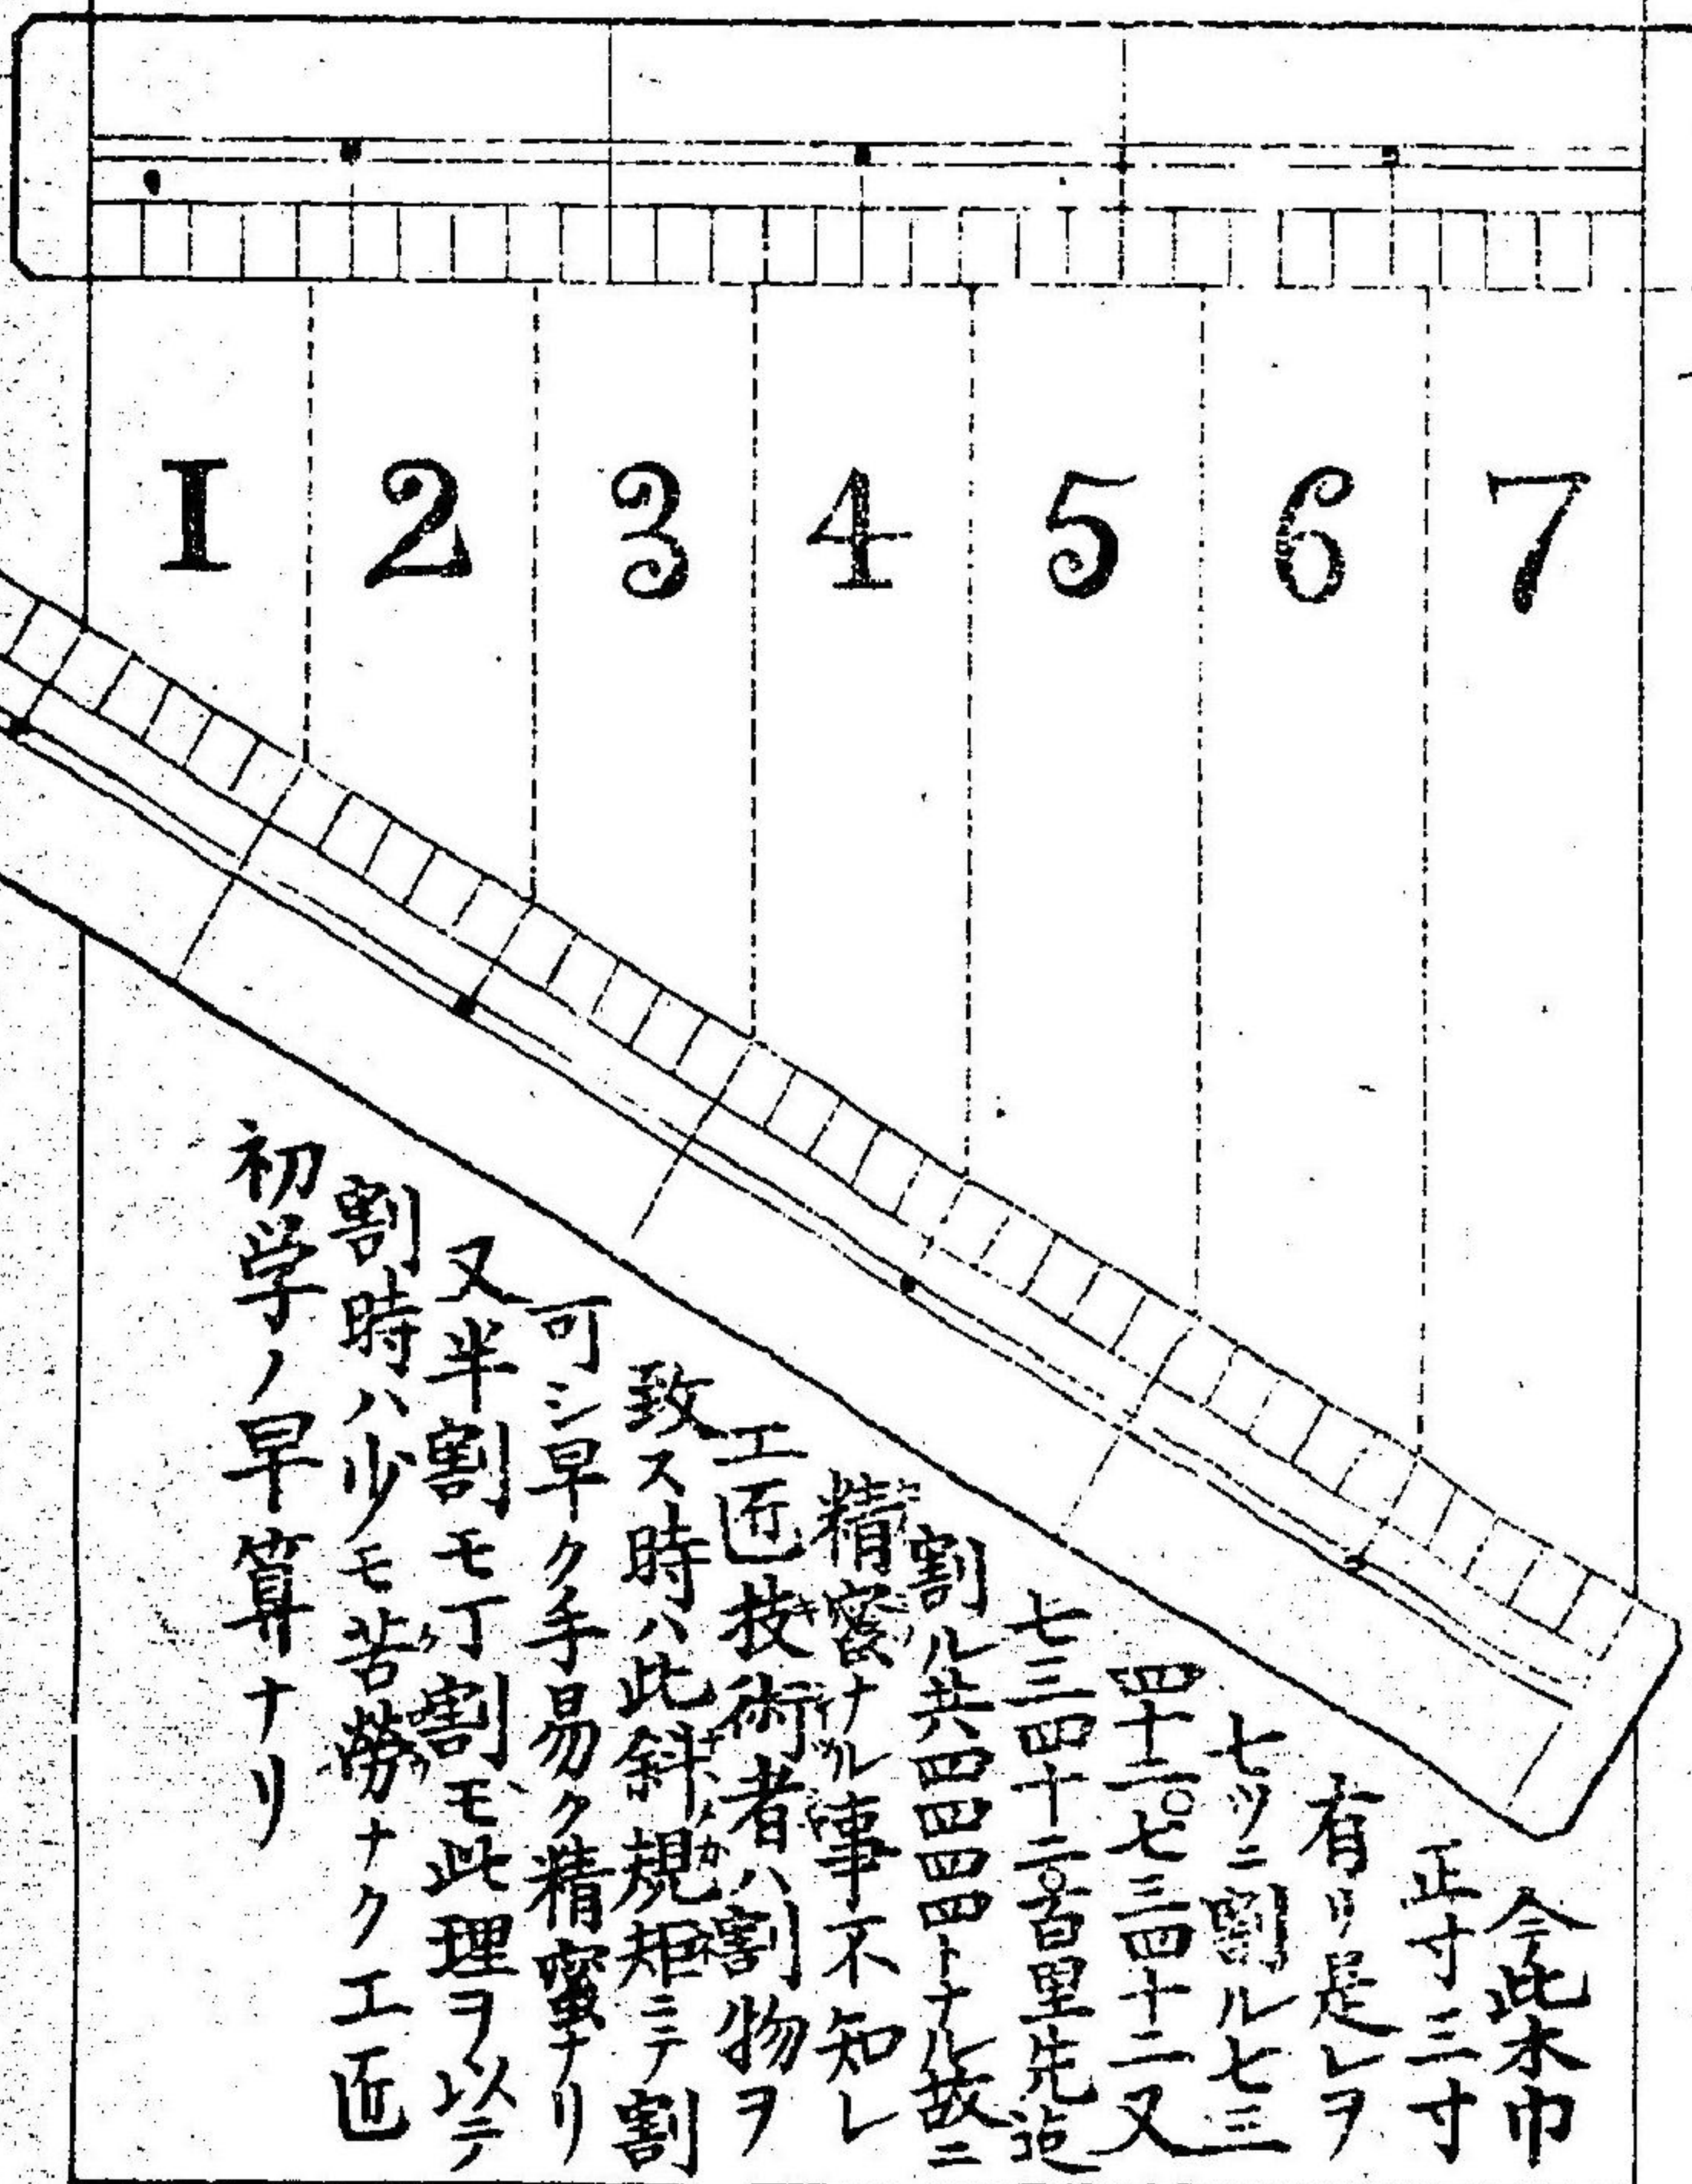 1 2 3 4 5 6 7
今此木巾
正寸三寸
有リ是レヲ
七ツニ割ル七三
四十二〇七三四十二又
七三四十二〇百里先迄
割ル共四四四四トナル故ニ
精密ナル事不知レ
工匠技術者ハ割物ヲ
致ス時ハ此斜規矩ニテ割
可シ早ク手易ク精密ナリ
又半割モ丁割モ此理ヲ以テ
割時ハ少モ苦労ナク工匠
初学ノ早算ナリ